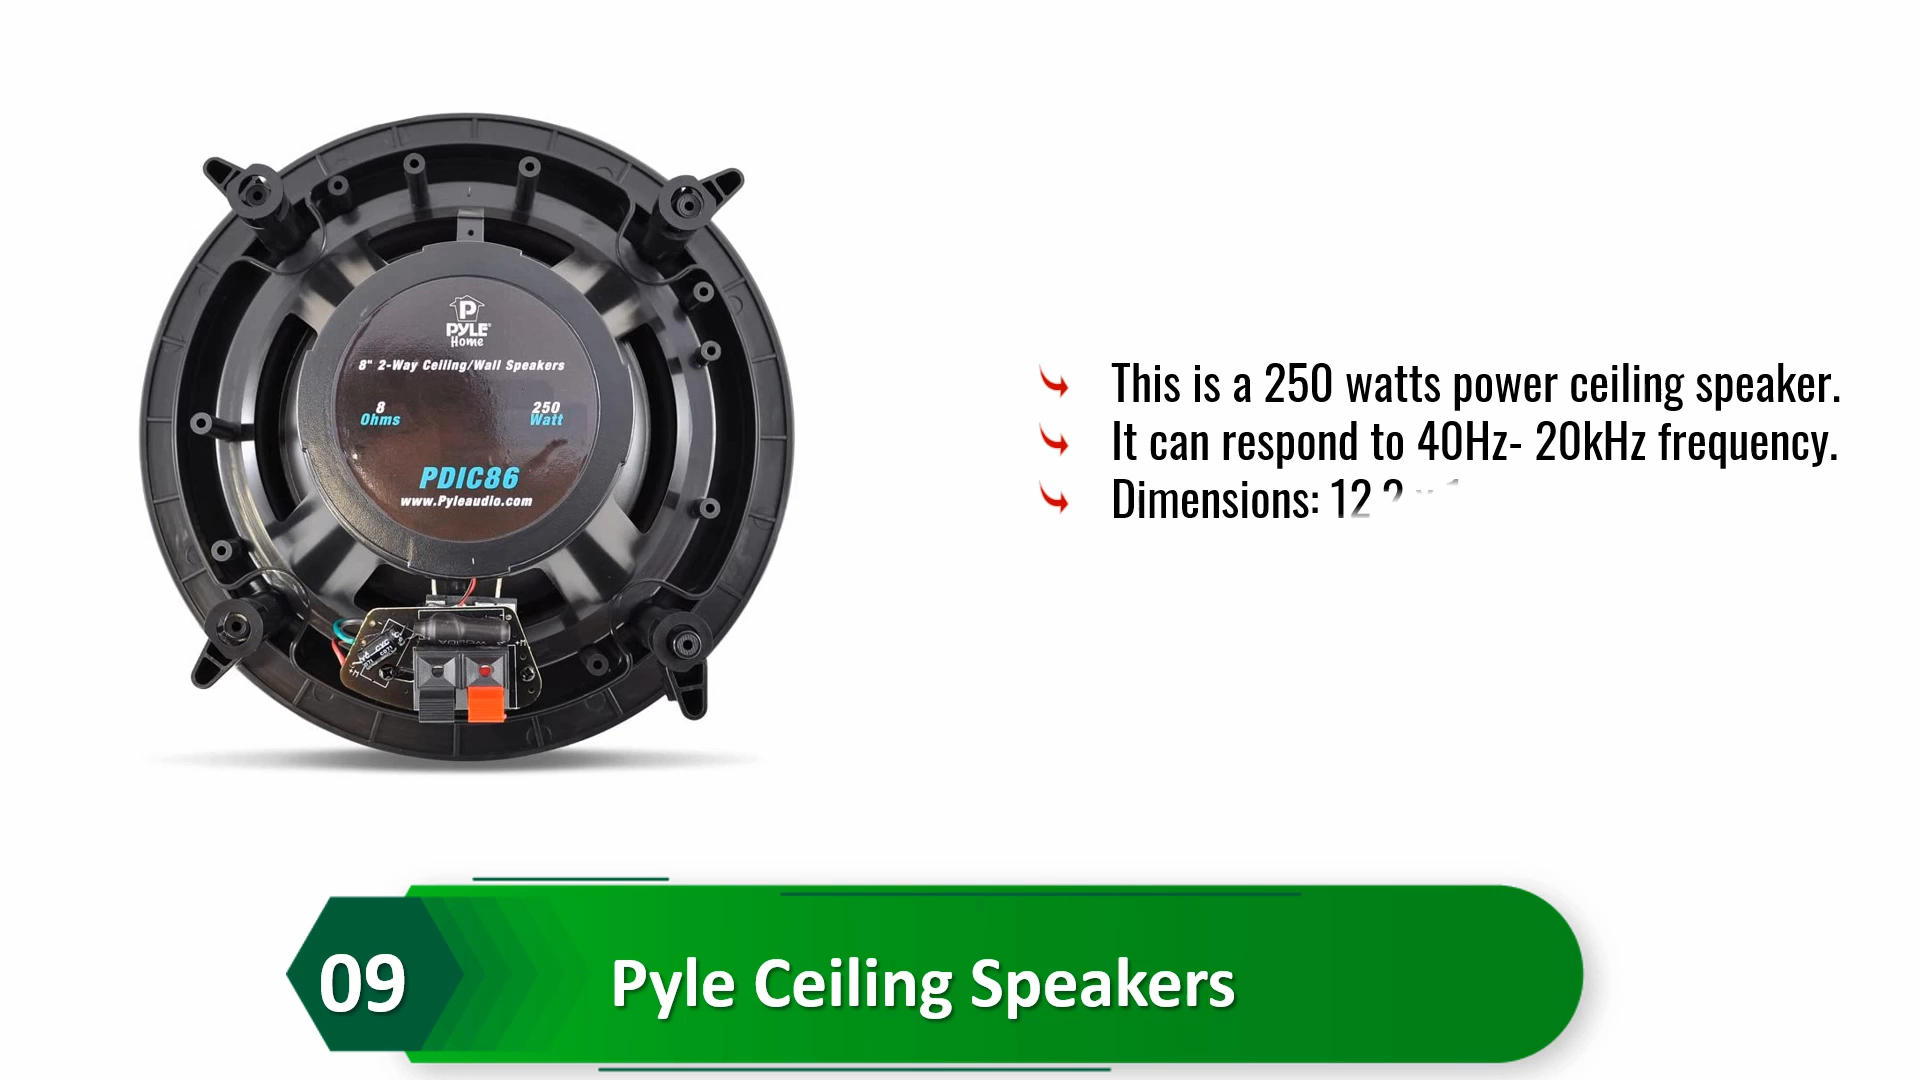 P
PYLE
Home
8" 2-Way Ceiling/Wall Speakers
8 Ohms
250 Watt
PDIC86
www.Pyleaudio.com
This is a 250 watts power ceiling speaker.
It can respond to 40Hz- 20kHz frequency.
Dimensions: 12
09
Pyle Ceiling Speakers